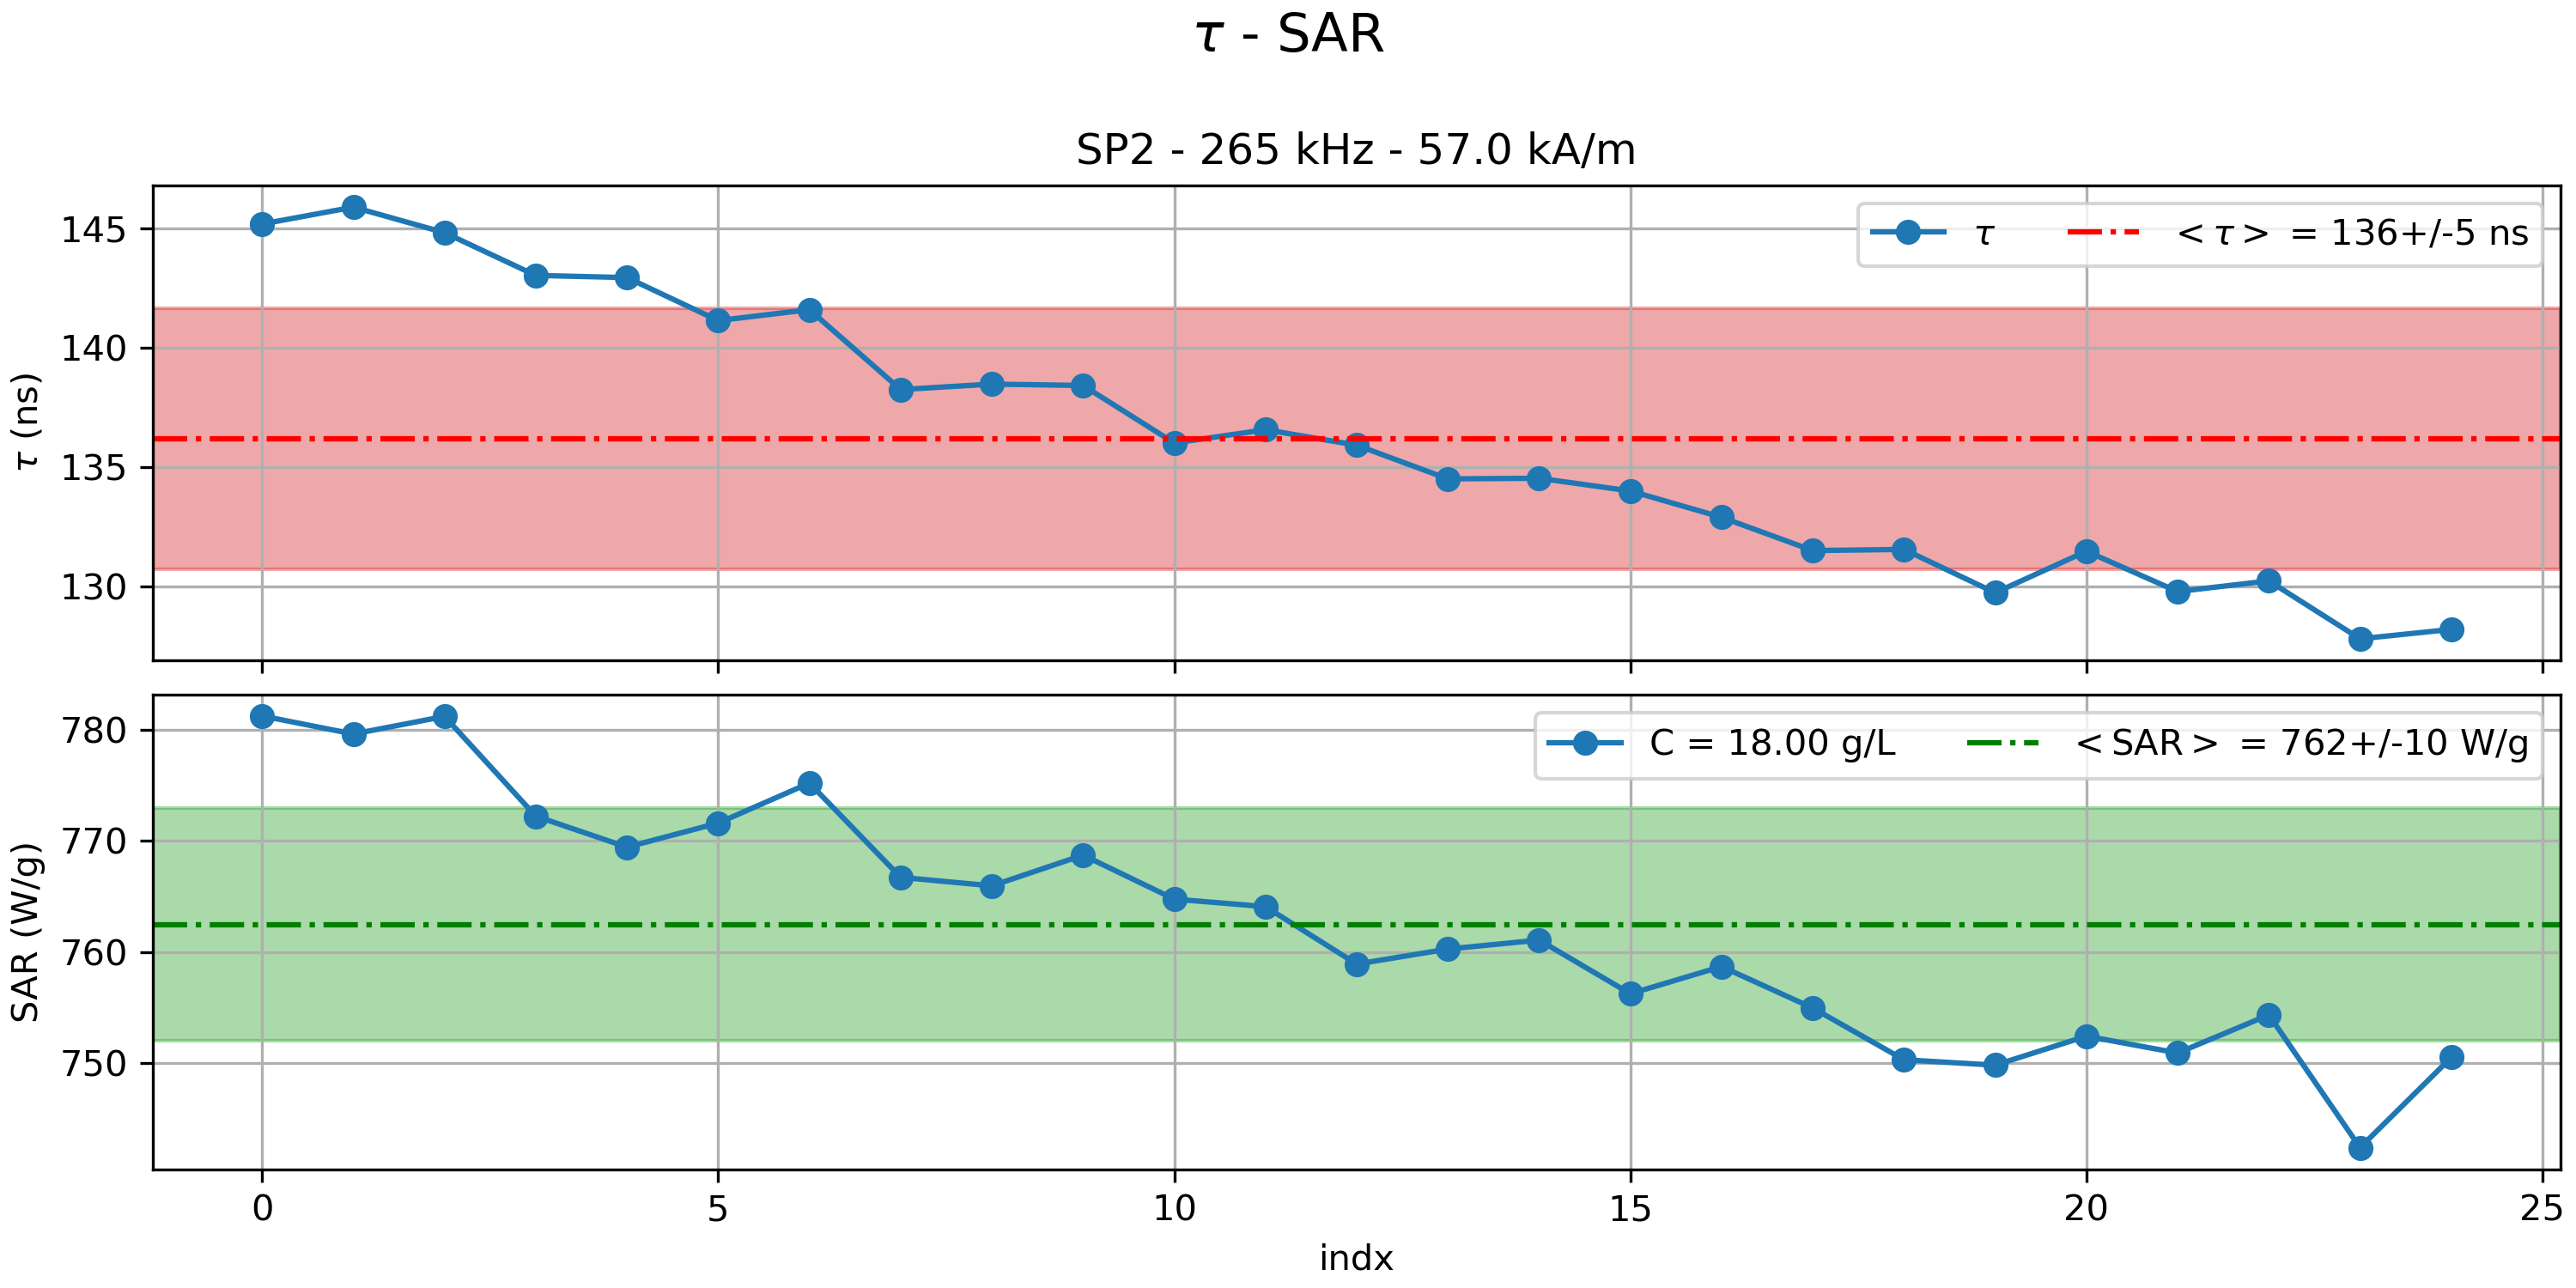 τ - SAR
SP2 - 265 kHz - 57.0 kA/m
τ (ns)
145
140
135
130
τ
<τ> = 136+/-5 ns
SAR (W/g)
780
770
760
750
C = 18.00 g/L
<SAR> = 762+/-10 W/g
0 5 10 15 20 25
indx